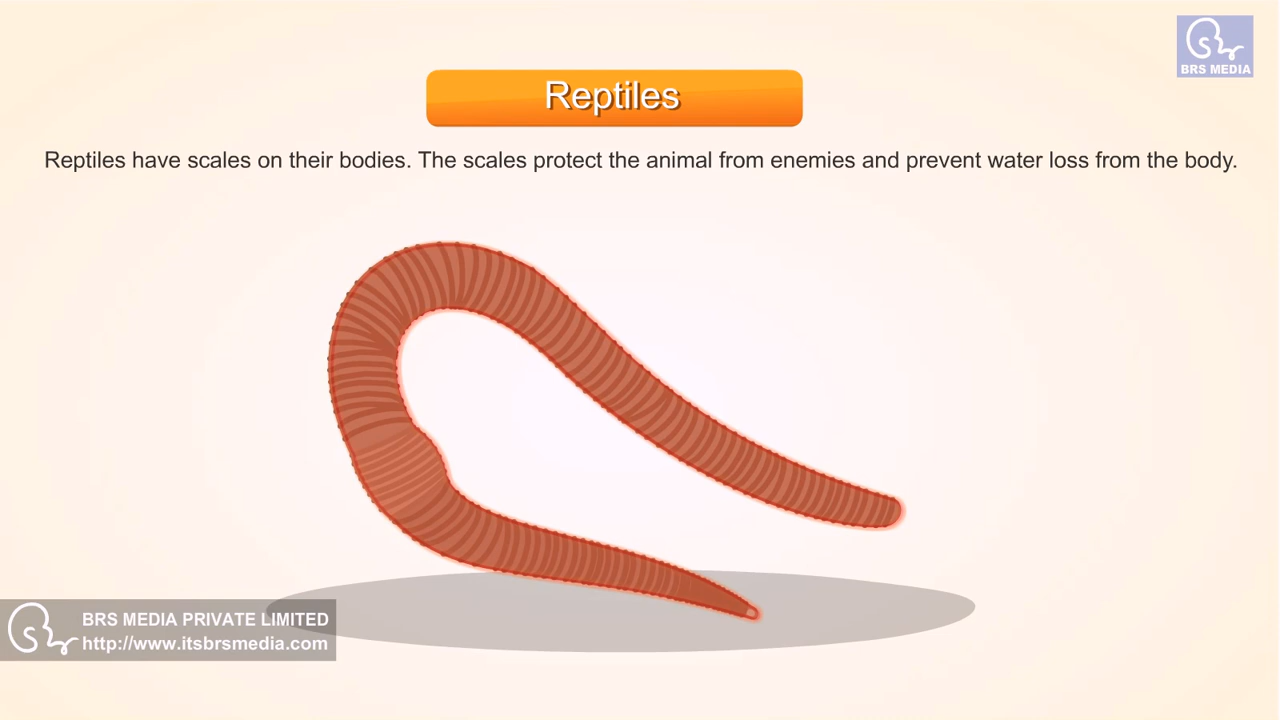 BRS MEDIA
Reptiles
Reptiles have scales on their bodies. The scales protect the animal from enemies and prevent water loss from the body.
BRS MEDIA PRIVATE LIMITED
http://www.itsbrsmedia.com